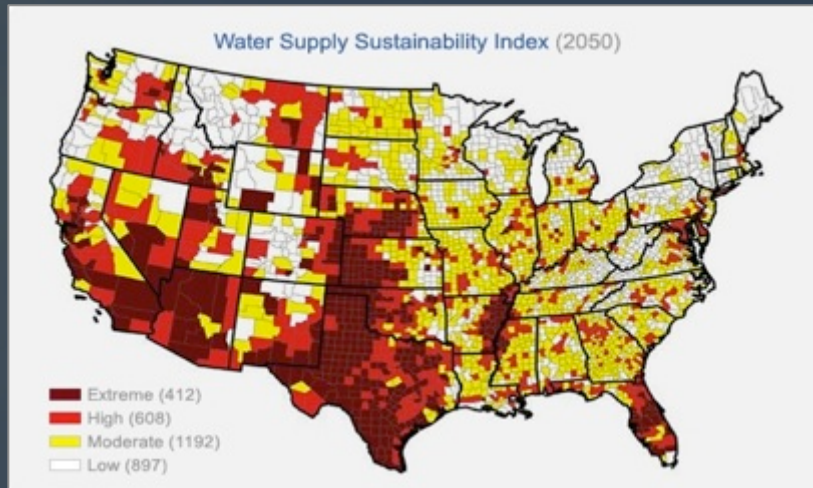 Water Supply Sustainability Index (2050)
Extreme (412)
High (608)
Moderate (1192)
Low (897)